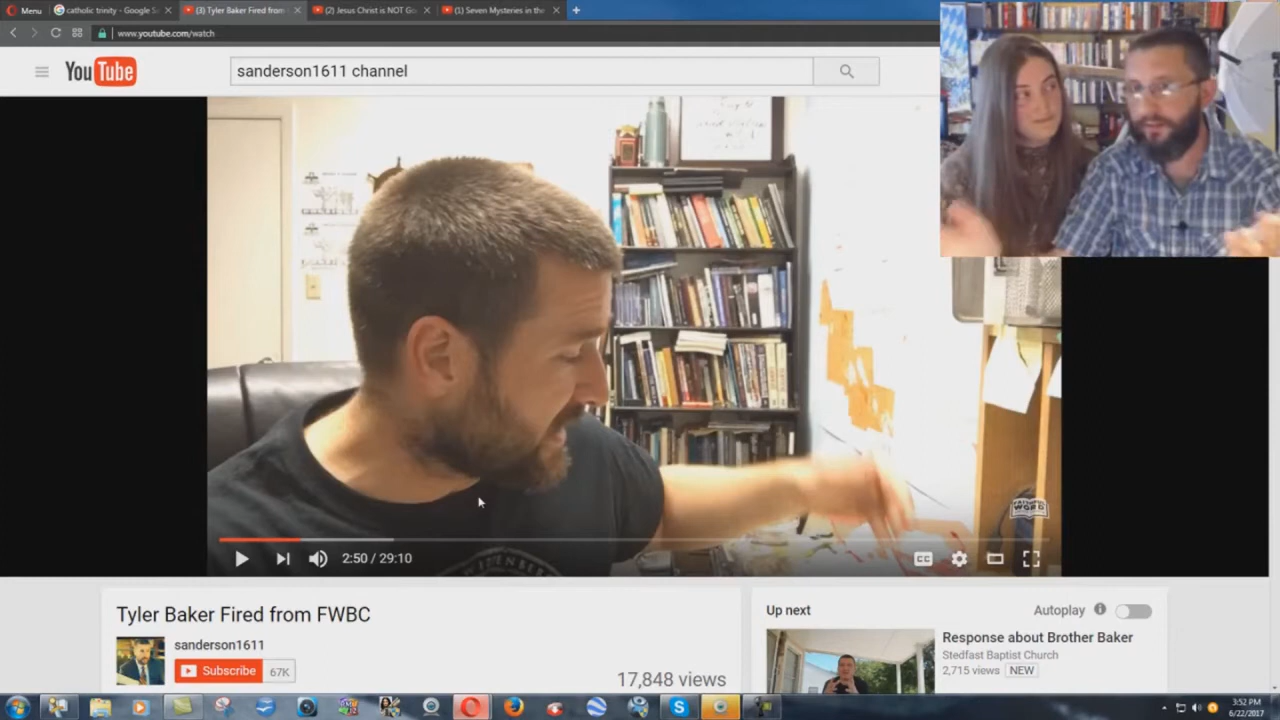 Menu
catholic trinity - Google S
(3) Tyler Baker Fired from
(2) Jesus Christ is NOT Go
(1) Seven Mysteries in the
www.youtube.com/watch
YouTube
sanderson1611 channel
FAITHFUL
WORD
2:50 / 29:10
CC
Tyler Baker Fired from FWBC
sanderson1611
Subscribe 67K
17,848 views
Up next
Autoplay
Response about Brother Baker
Stedfast Baptist Church
2,715 views NEW
3:52 PM
6/22/2017